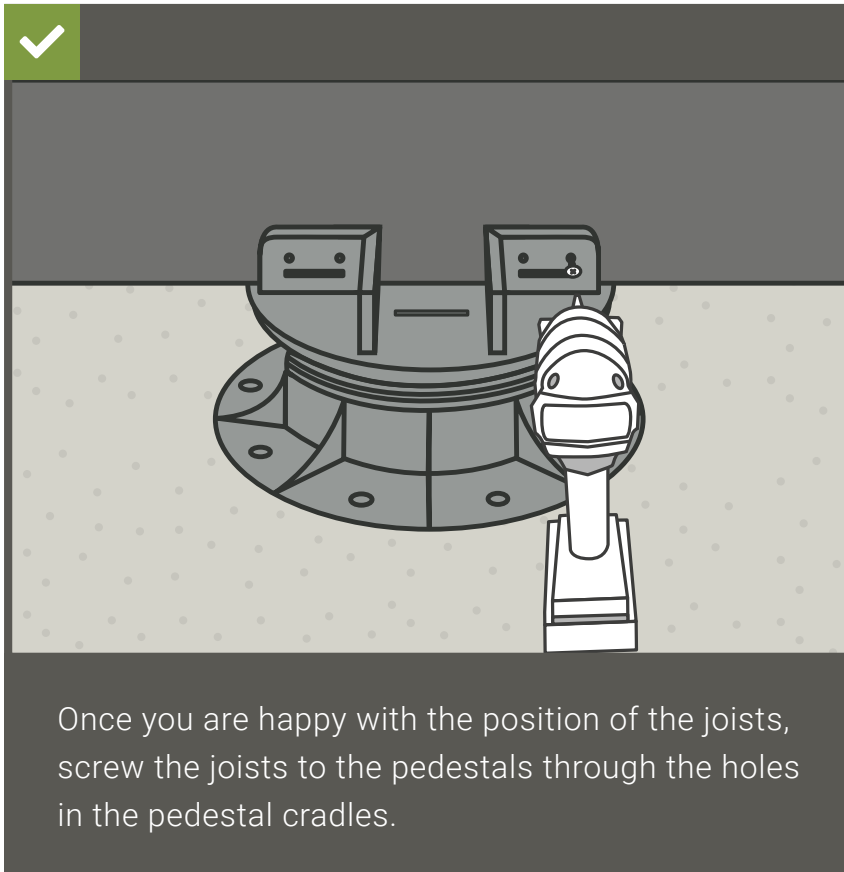 Once you are happy with the position of the joists,
screw the joists to the pedestals through the holes
in the pedestal cradles.